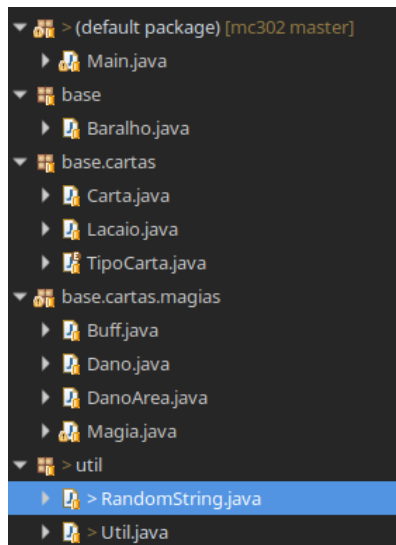 > (default package) [mc302 master]
Main.java
base
Baralho.java
base.cartas
Carta.java
Lacaio.java
TipoCarta.java
base.cartas.magias
Buff.java
Dano.java
DanoArea.java
Magia.java
> util
> RandomString.java
> Util.java